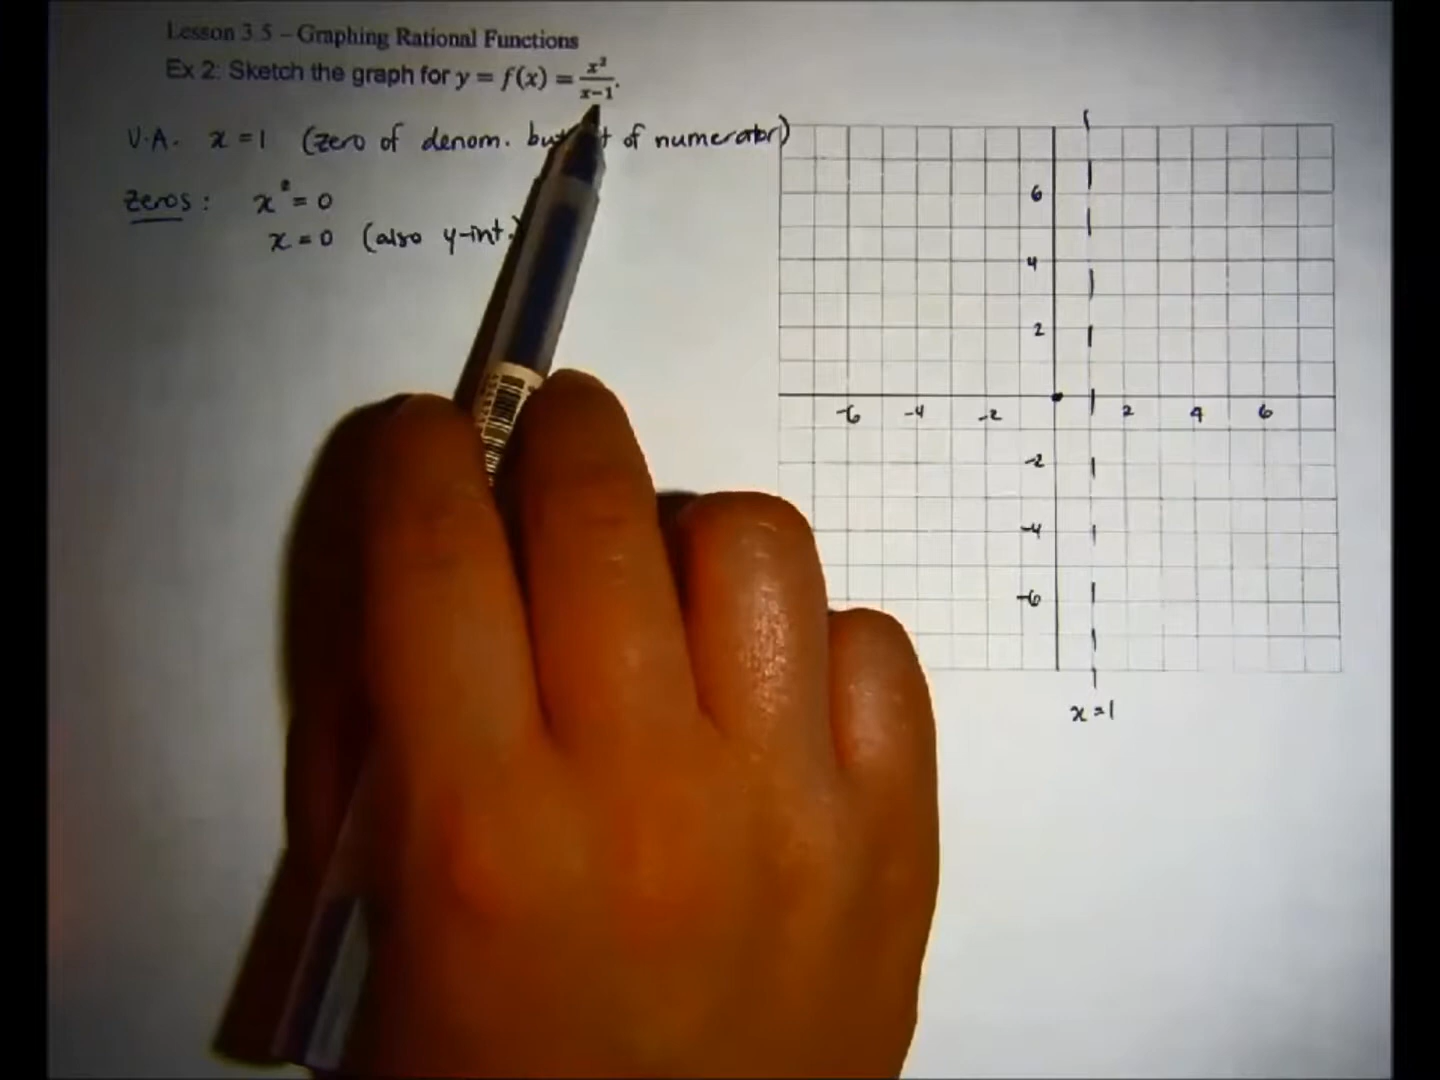 Lesson 3.5 – Graphing Rational Functions
Ex 2: Sketch the graph for y = f(x) = x²/x−1.
V.A. x = 1 (zero of denom. but of numerator)
zeros: x² = 0
x = 0 (also y-int.)
6
4
2
-6 -4 -2 2 4 6
-2
-4
-6
x = 1